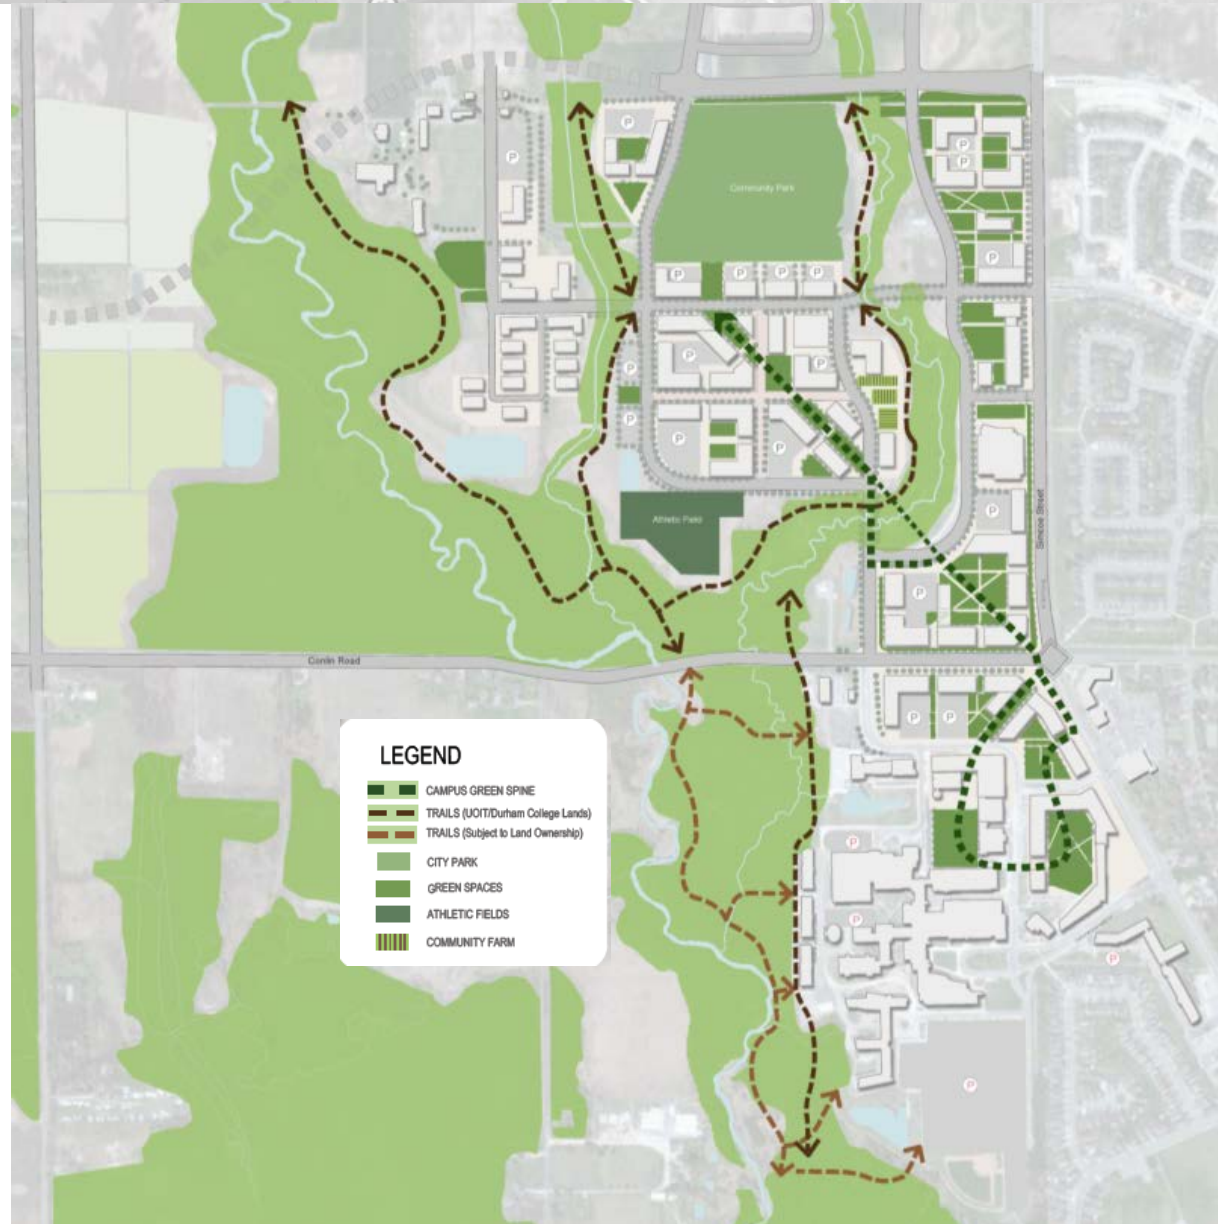 P
P
P
P
Community Park
P
P
P
P
P
P
P
P
P
P
P
P
P
Athletic Field
P
Simcoe Street
P
Conlin Road
P
P
LEGEND
CAMPUS GREEN SPINE
TRAILS (UOIT/Durham College Lands)
TRAILS (Subject to Land Ownership)
CITY PARK
GREEN SPACES
ATHLETIC FIELDS
COMMUNITY FARM
P
P
P
P